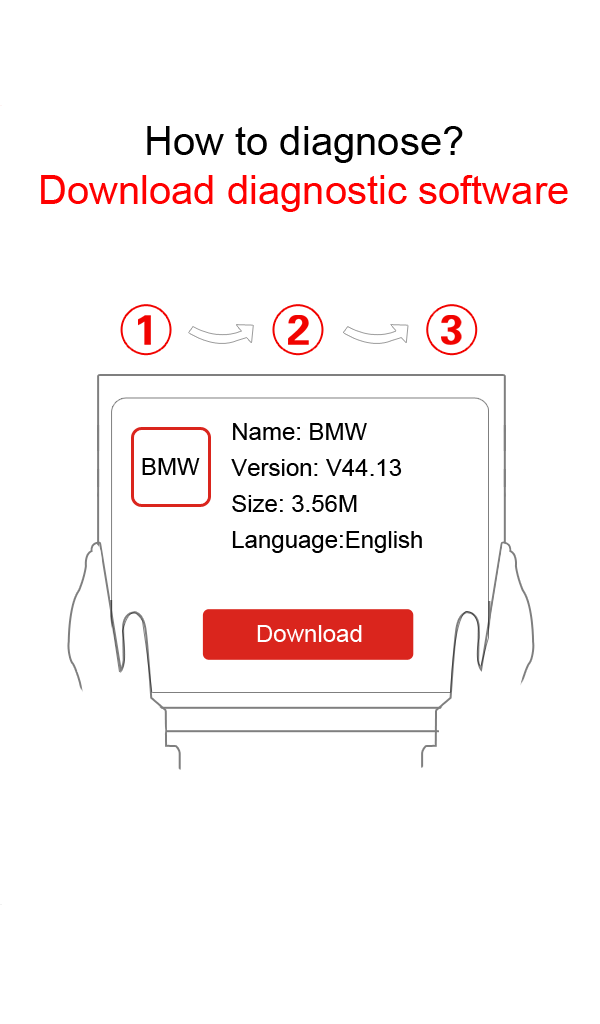 How to diagnose?
Download diagnostic software
1 2 3
BMW
Name: BMW
Version: V44.13
Size: 3.56M
Language:English
Download